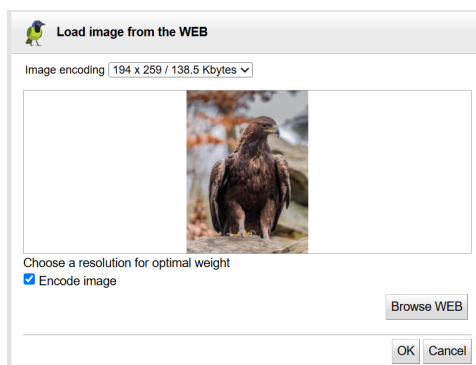 Load image from the WEB
Image encoding 194 x 259 / 138.5 Kbytes
Choose a resolution for optimal weight
Encode image
Browse WEB
OK Cancel